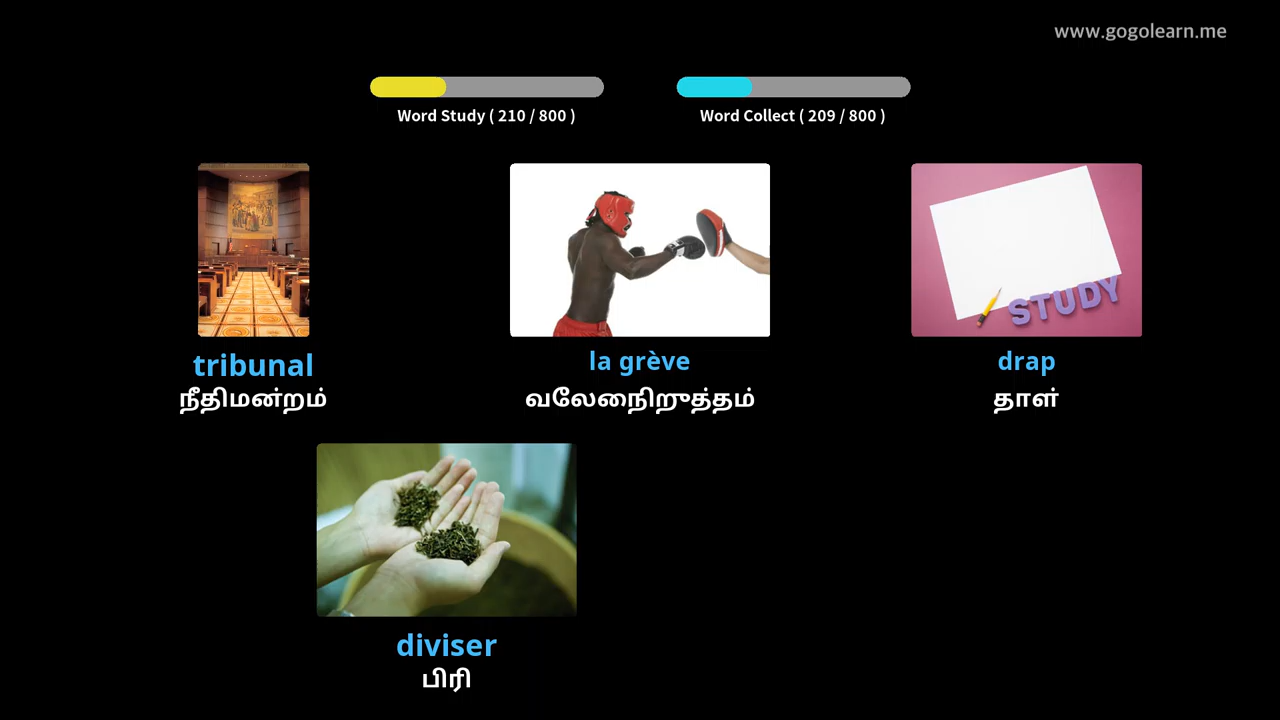 www.gogolearn.me
Word Study ( 210 / 800 )
Word Collect ( 209 / 800 )
STUDY
tribunal
நீதிமன்றம்
la grève
வலேைநிறுத்தம்
drap
தாள்
diviser
பிரி